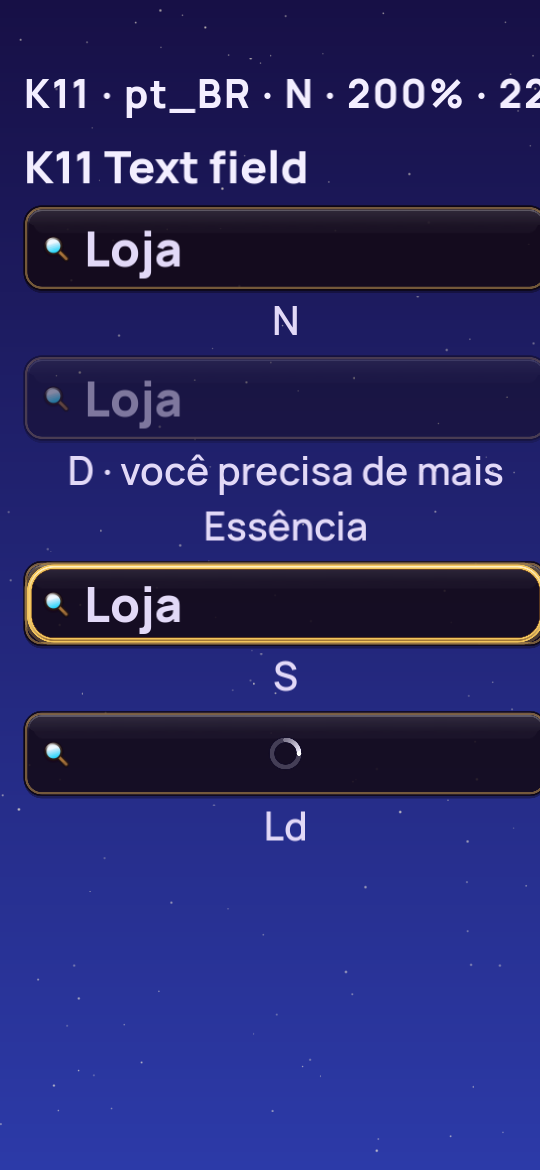 K11 · pt_BR · N · 200% · 22
K11 Text field
Loja
N
Loja
D · você precisa de mais
Essência
Loja
S
Ld